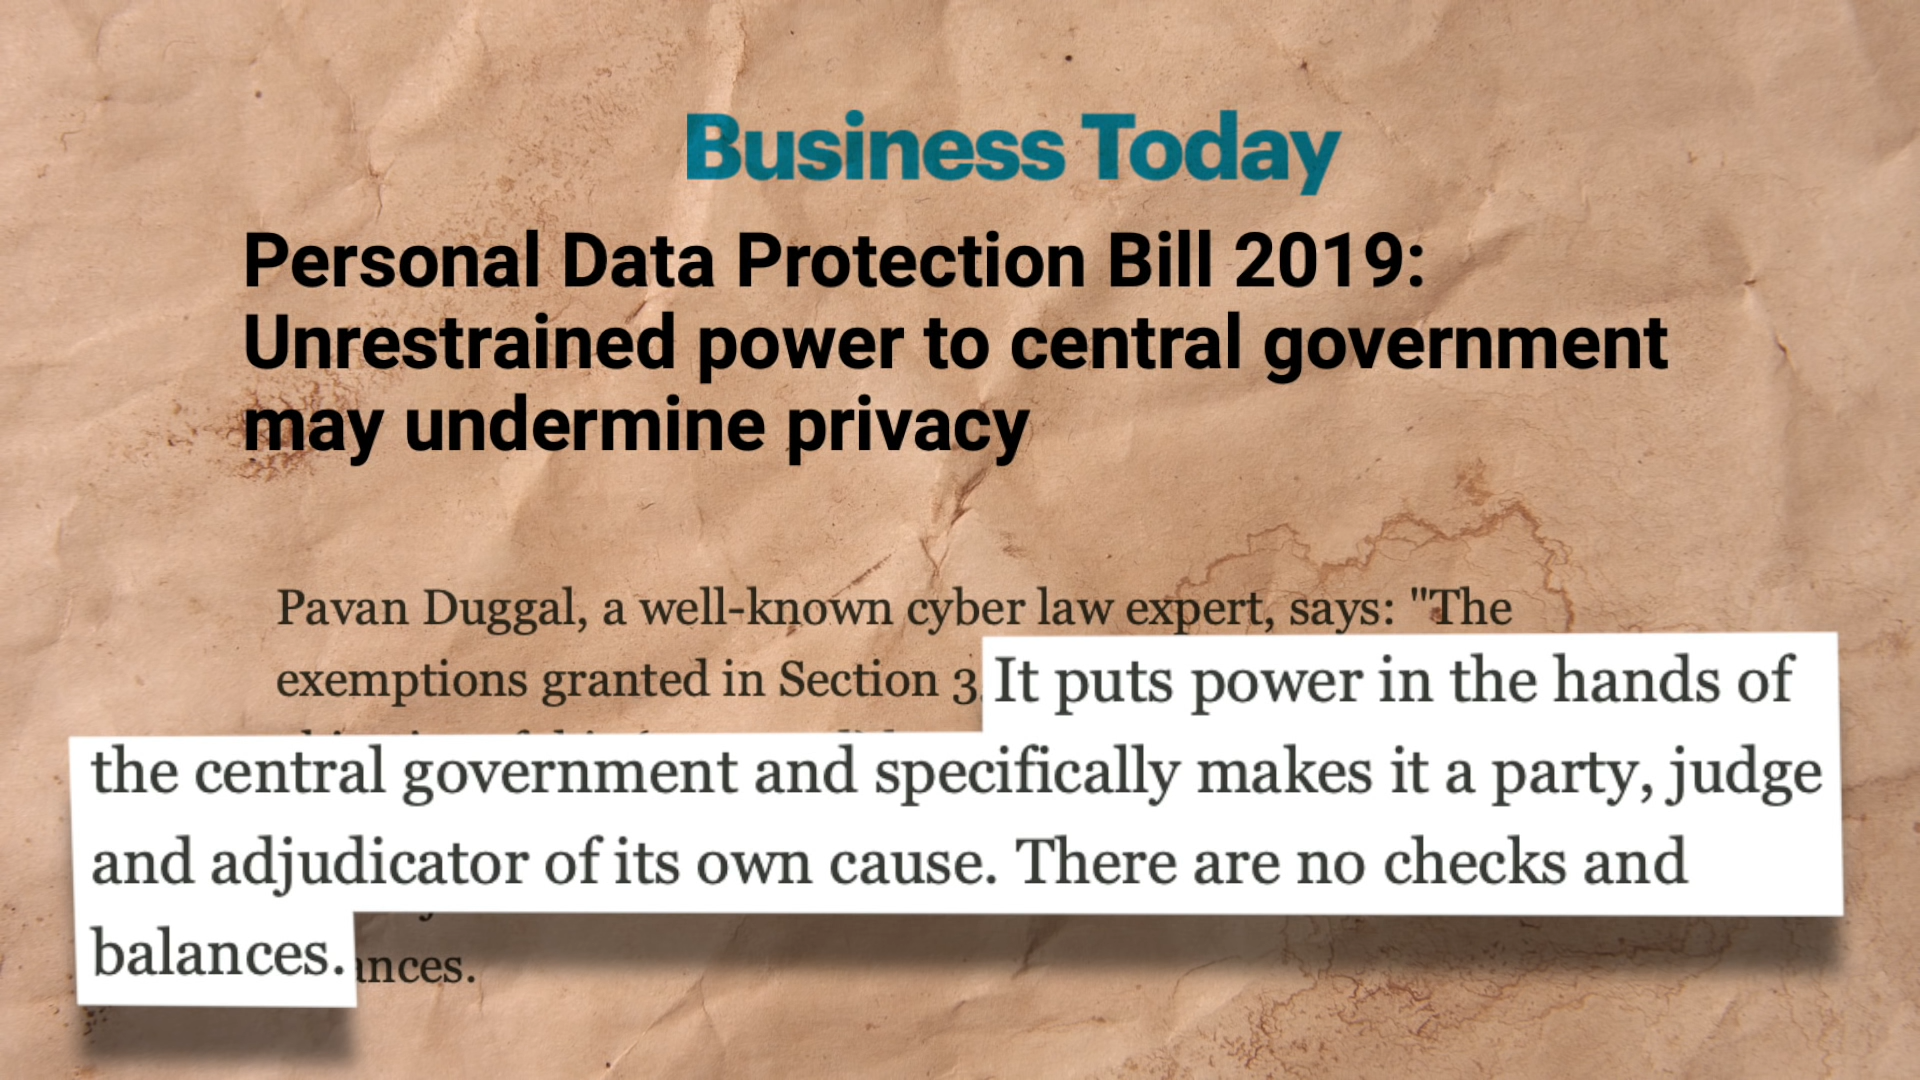 Business Today
Personal Data Protection Bill 2019:
Unrestrained power to central government
may undermine privacy
Pavan Duggal, a well-known cyber law expert, says: "The
exemptions granted in Section 3
It puts power in the hands of
the central government and specifically makes it a party, judge
and adjudicator of its own cause. There are no checks and
balances.
ances.